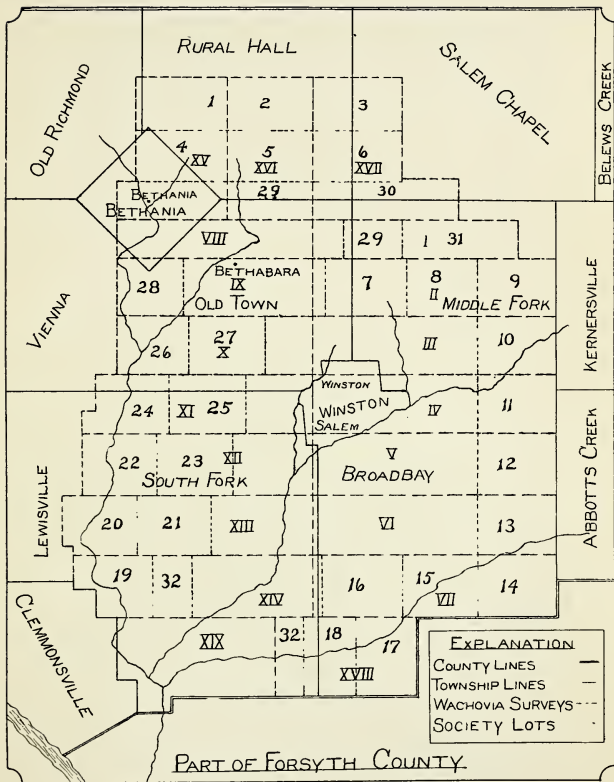 RURAL HALL
SALEM CHAPEL
BELEWS CREEK
OLD RICHMOND
1 2 3
4 XV 5 XVI 6 XVII
29 30
BETHANIA
BETHANIA
VIII 29 I 31
BETHABARA
28 IX 7 8 II 9
OLD TOWN MIDDLE FORK
VIENNA
KERNERSVILLE
26 27 X III 10
WINSTON
24 XI 25 WINSTON SALEM IV 11
ABBOTTS CREEK
22 23 XII V 12
SOUTH FORK BROADBAY
LEWISVILLE
20 21 XIII VI 13
19 32 XIV 16 15 VII 14
CLEMMONSVILLE
XIX 32 18 17
XVIII
EXPLANATION
COUNTY LINES
TOWNSHIP LINES
WACHOVIA SURVEYS
SOCIETY LOTS
PART OF FORSYTH COUNTY